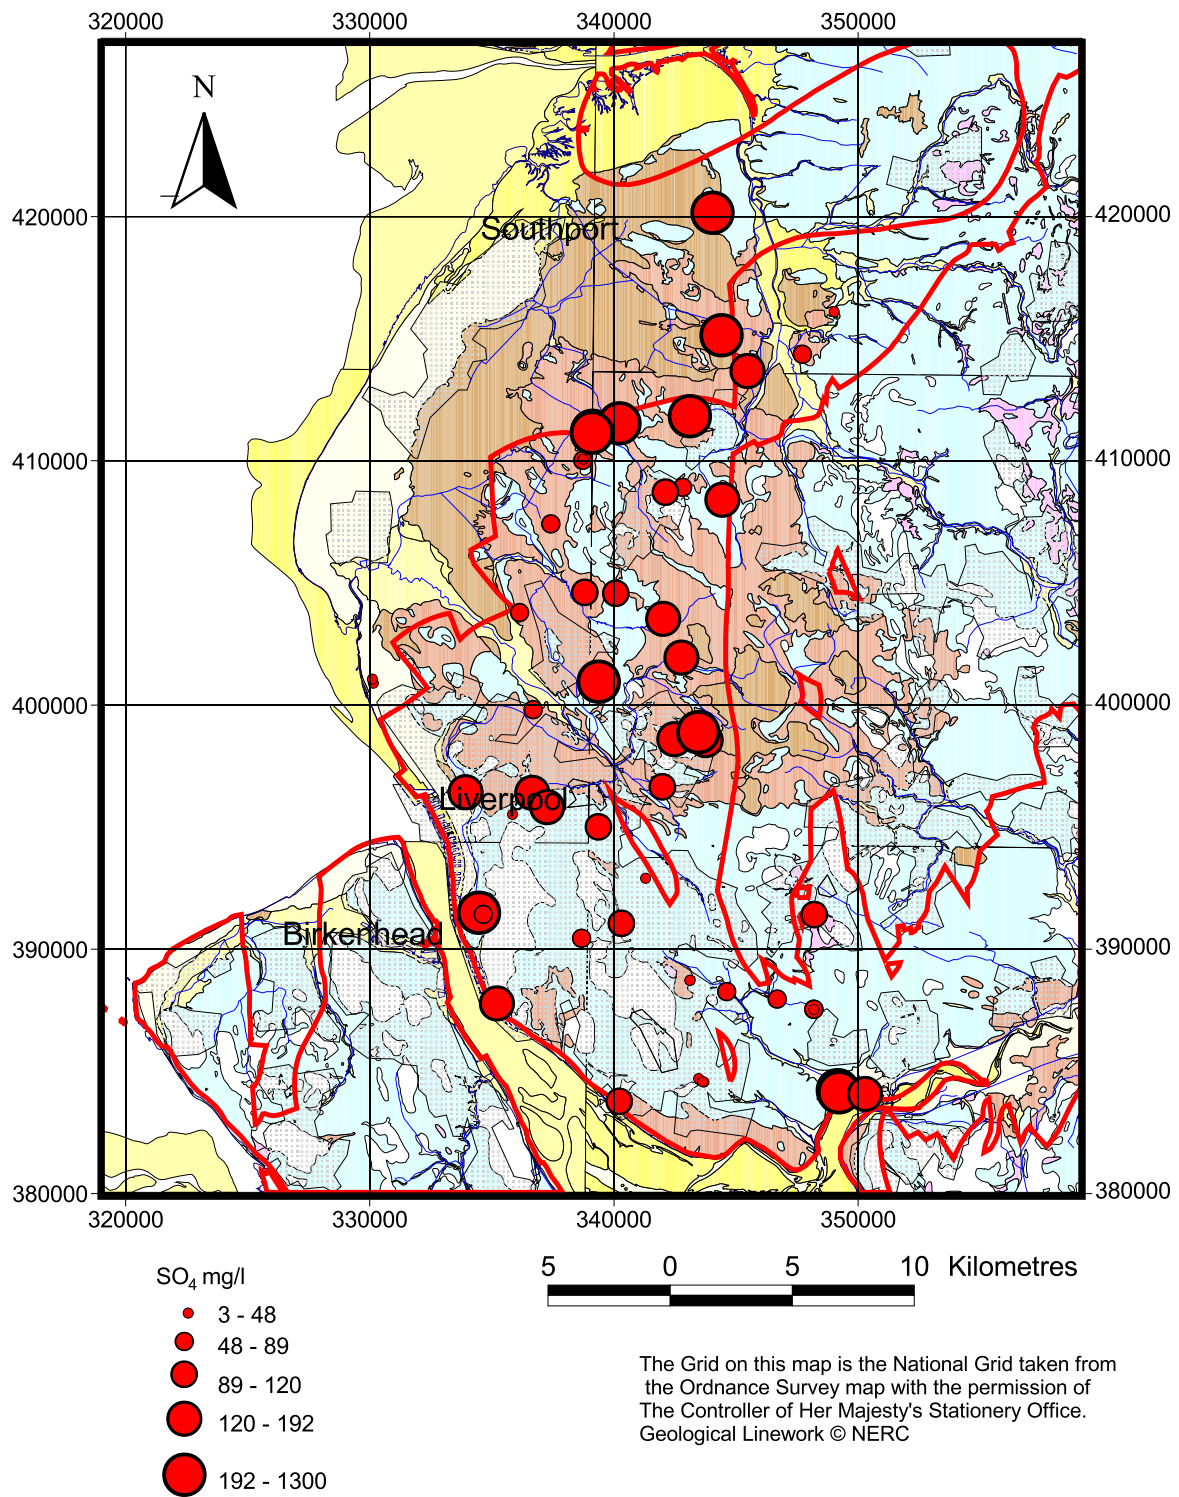 320000 330000 340000 350000
N
420000 420000
Southport
410000 410000
400000 400000
Liverpool
Birkenhead
390000 390000
380000 380000
320000 330000 340000 350000
5 0 5 10 Kilometres
SO4 mg/l
3 - 48
48 - 89
89 - 120
120 - 192
192 - 1300
The Grid on this map is the National Grid taken from
the Ordnance Survey map with the permission of
The Controller of Her Majesty's Stationery Office.
Geological Linework © NERC